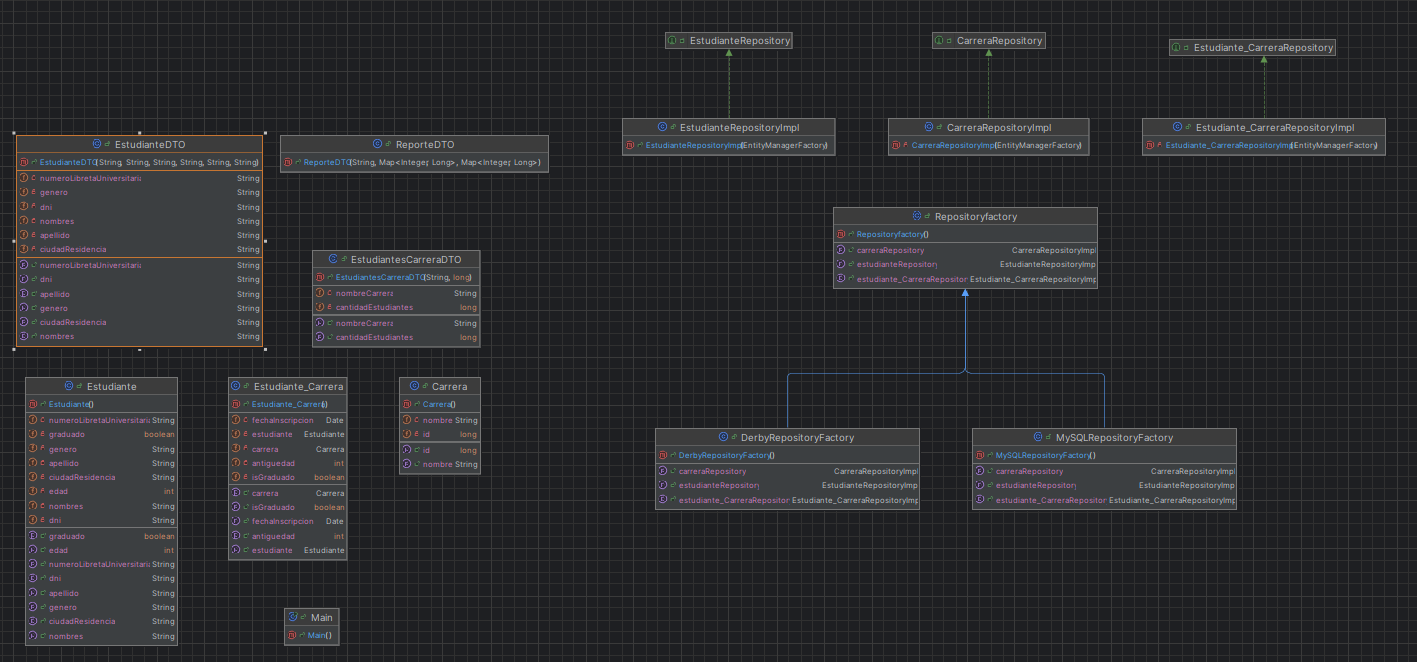 EstudianteRepository
CarreraRepository
Estudiante_CarreraRepository
EstudianteRepositoryImpl
EstudianteRepositoryImpl(EntityManagerFactory)
CarreraRepositoryImpl
CarreraRepositoryImpl(EntityManagerFactory)
Estudiante_CarreraRepositoryImpl
Estudiante_CarreraRepositoryImpl(EntityManagerFactory)
EstudianteDTO
EstudianteDTO(String, String, String, String, String, String)
numeroLibretaUniversitaria String
genero String
dni String
nombres String
apellido String
ciudadResidencia String
numeroLibretaUniversitaria String
dni String
apellido String
genero String
ciudadResidencia String
nombres String
ReporteDTO
ReporteDTO(String, Map<Integer, Long>, Map<Integer, Long>)
EstudiantesCarreraDTO
EstudiantesCarreraDTO(String, long)
nombreCarrera String
cantidadEstudiantes long
nombreCarrera String
cantidadEstudiantes long
Repositoryfactory
Repositoryfactory()
carreraRepository CarreraRepositoryImpl
estudianteRepository EstudianteRepositoryImpl
estudiante_CarreraRepository Estudiante_CarreraRepositoryImpl
Estudiante
Estudiante()
numeroLibretaUniversitaria String
graduado boolean
genero String
apellido String
ciudadResidencia String
edad int
nombres String
dni String
graduado boolean
edad int
numeroLibretaUniversitaria String
dni String
apellido String
genero String
ciudadResidencia String
nombres String
Estudiante_Carrera
Estudiante_Carrera()
fechaInscripcion Date
estudiante Estudiante
carrera Carrera
antiguedad int
isGraduado boolean
carrera Carrera
isGraduado boolean
fechaInscripcion Date
antiguedad int
estudiante Estudiante
Carrera
Carrera()
nombre String
id long
id long
nombre String
DerbyRepositoryFactory
DerbyRepositoryFactory()
carreraRepository CarreraRepositoryImpl
estudianteRepository EstudianteRepositoryImpl
estudiante_CarreraRepository Estudiante_CarreraRepositoryImpl
MySQLRepositoryFactory
MySQLRepositoryFactory()
carreraRepository CarreraRepositoryImpl
estudianteRepository EstudianteRepositoryImpl
estudiante_CarreraRepository Estudiante_CarreraRepositoryImpl
Main
Main()